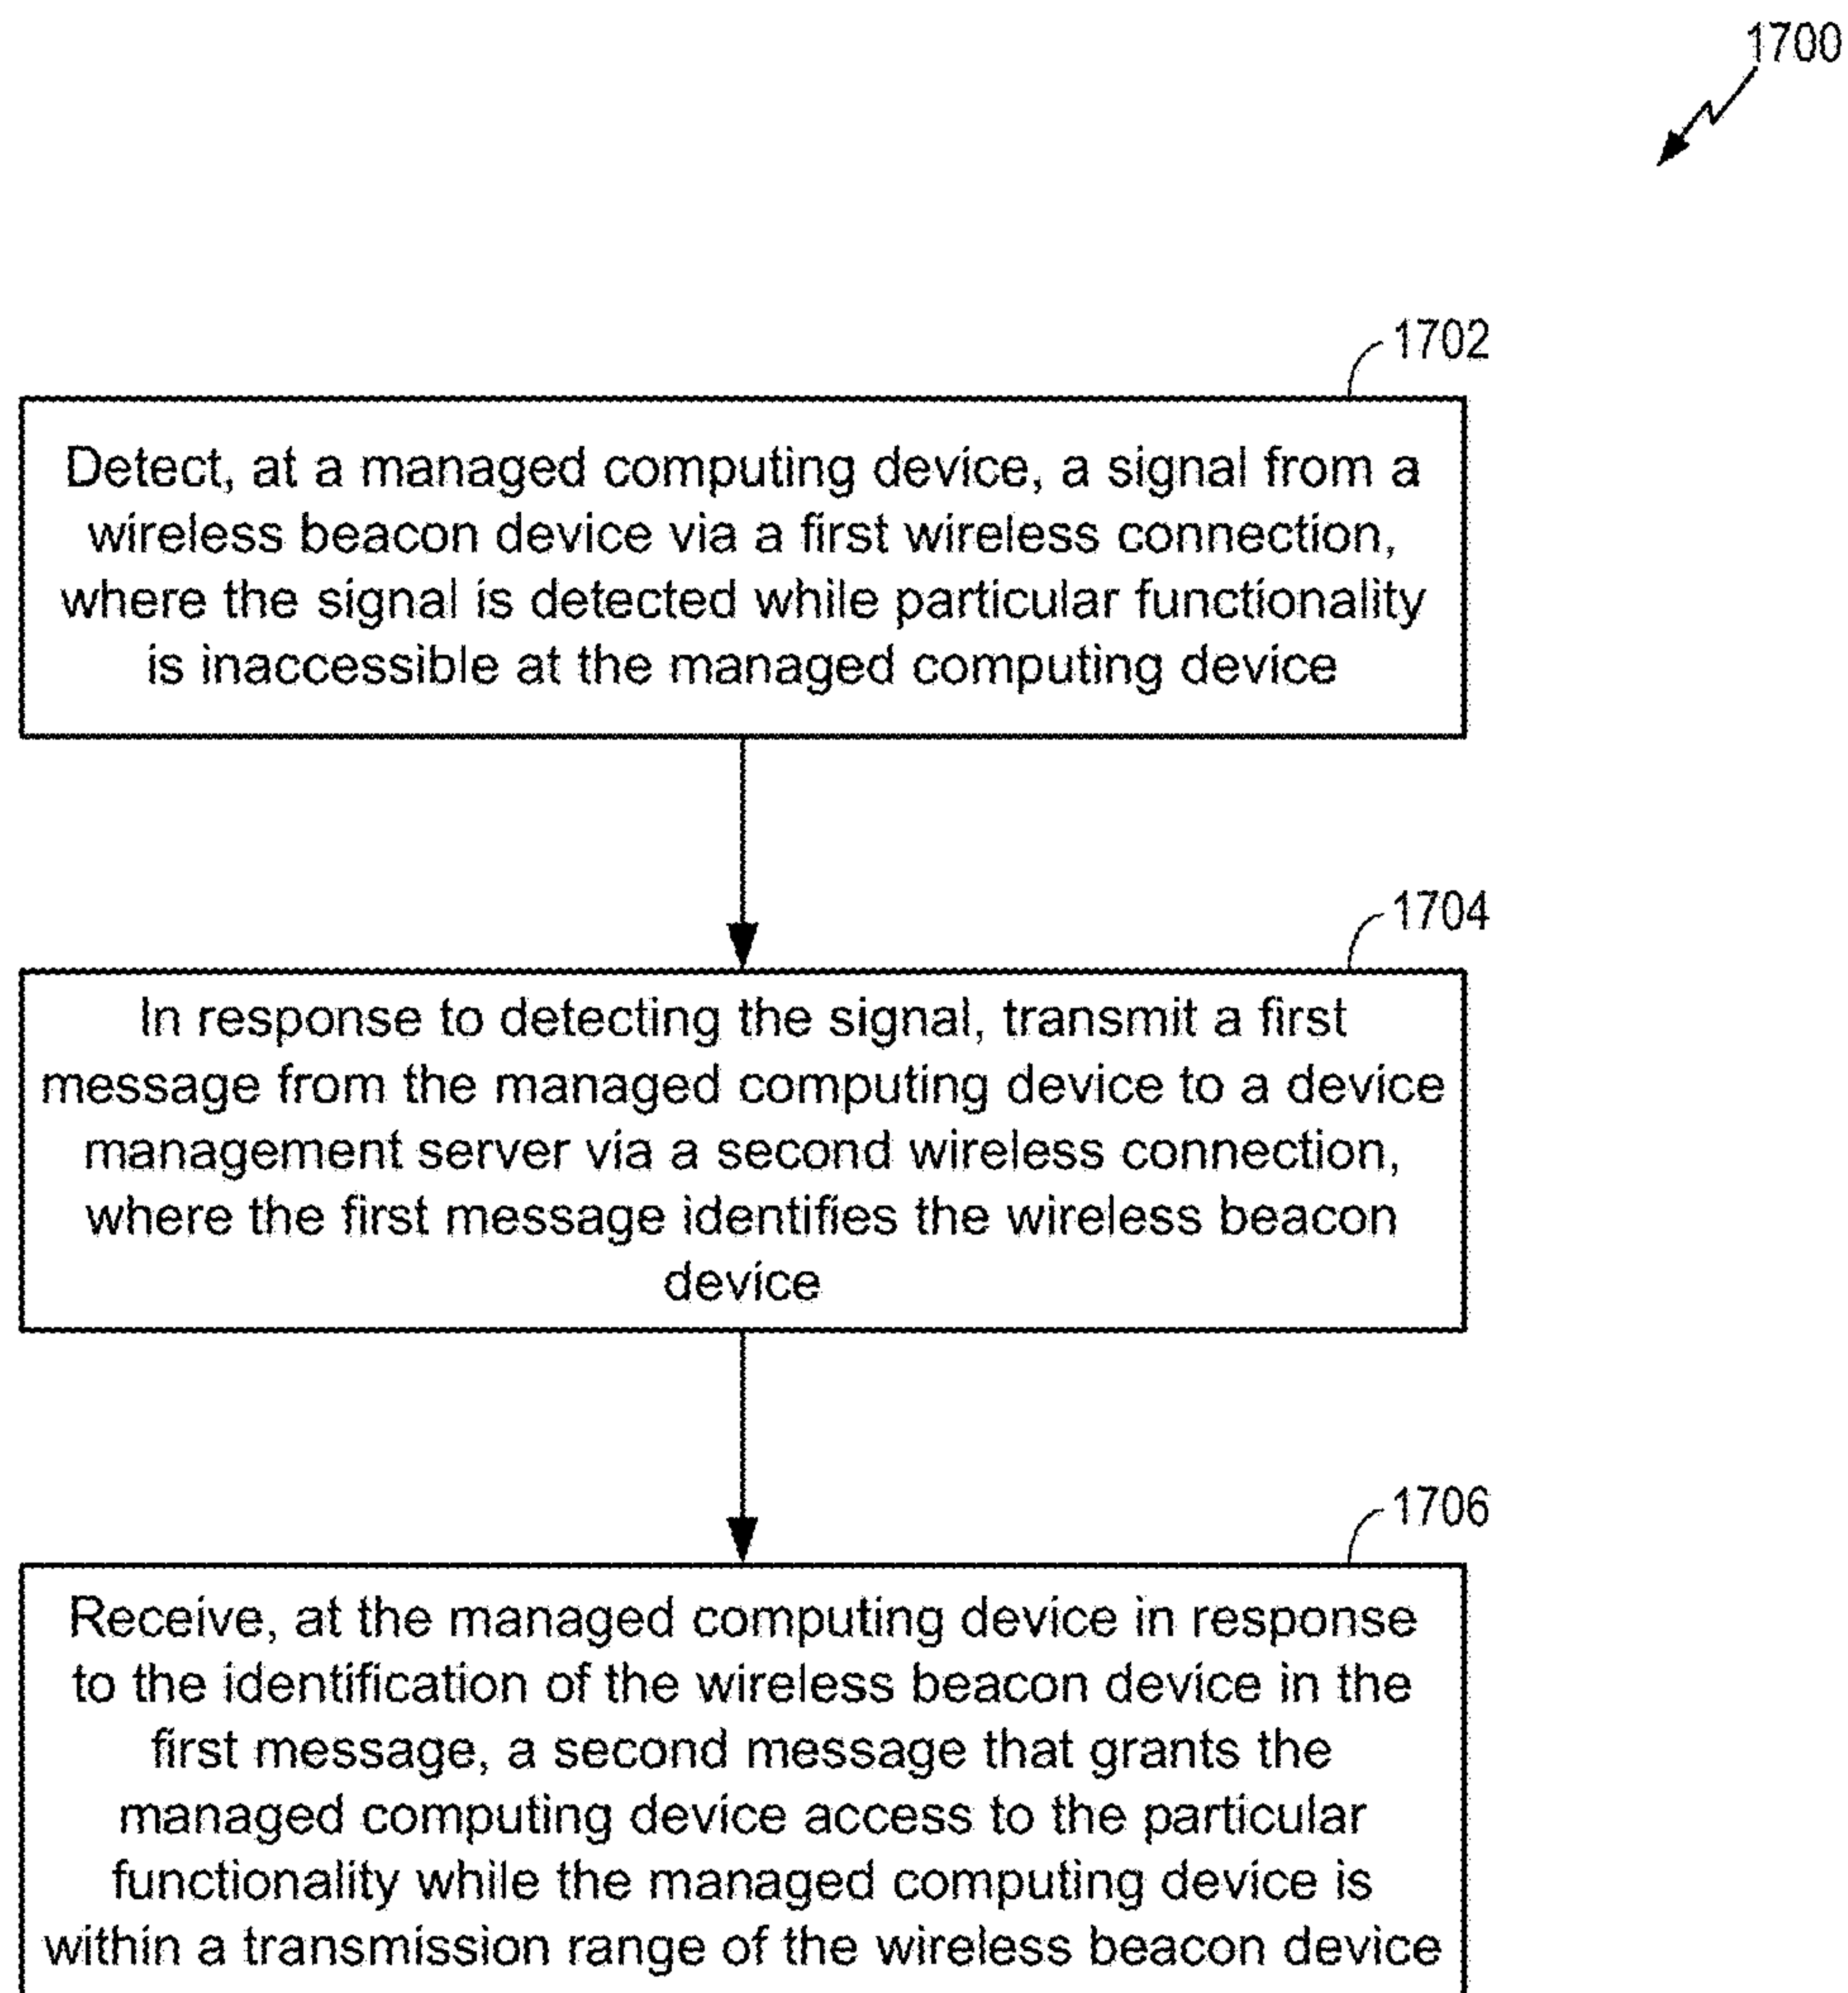 1700
1702
Detect, at a managed computing device, a signal from a
wireless beacon device via a first wireless connection,
where the signal is detected while particular functionality
is inaccessible at the managed computing device
1704
In response to detecting the signal, transmit a first
message from the managed computing device to a device
management server via a second wireless connection,
where the first message identifies the wireless beacon
device
1706
Receive, at the managed computing device in response
to the identification of the wireless beacon device in the
first message, a second message that grants the
managed computing device access to the particular
functionality while the managed computing device is
within a transmission range of the wireless beacon device